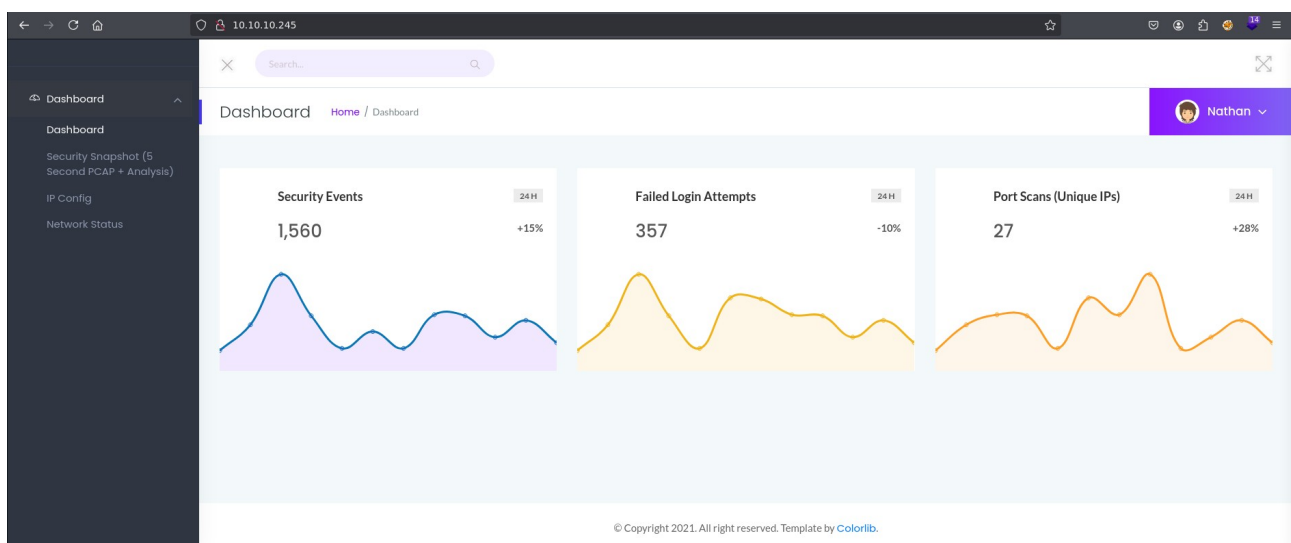 10.10.10.245
14
Search...
Dashboard
Dashboard
Security Snapshot (5
Second PCAP + Analysis)
IP Config
Network Status
Dashboard Home / Dashboard
Nathan
Security Events 24 H
1,560 +15%
Failed Login Attempts 24 H
357 -10%
Port Scans (Unique IPs) 24 H
27 +28%
© Copyright 2021. All right reserved. Template by Colorlib.